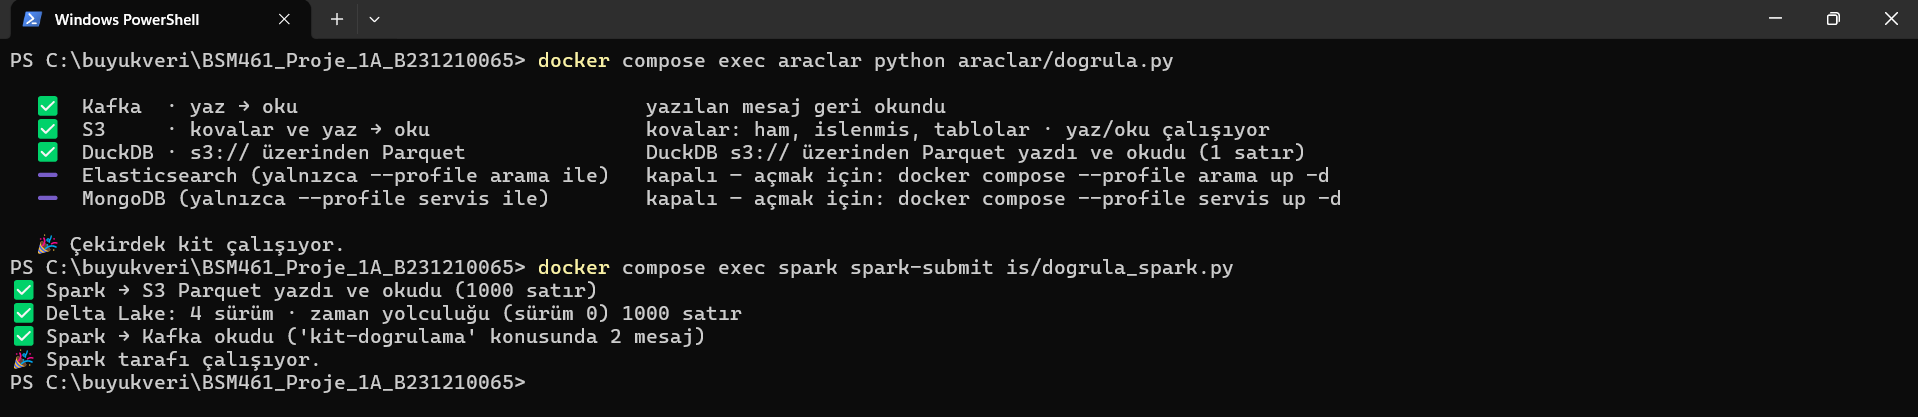 Windows PowerShell
PS C:\buyukveri\BSM461_Proje_1A_B231210065> docker compose exec araclar python araclar/dogrula.py
✅ Kafka · yaz → oku yazılan mesaj geri okundu
✅ S3 · kovalar ve yaz → oku kovalar: ham, islenmis, tablolar · yaz/oku çalışıyor
✅ DuckDB · s3:// üzerinden Parquet DuckDB s3:// üzerinden Parquet yazdı ve okudu (1 satır)
➖ Elasticsearch (yalnızca --profile arama ile) kapalı — açmak için: docker compose --profile arama up -d
➖ MongoDB (yalnızca --profile servis ile) kapalı — açmak için: docker compose --profile servis up -d
🎉 Çekirdek kit çalışıyor.
PS C:\buyukveri\BSM461_Proje_1A_B231210065> docker compose exec spark spark-submit is/dogrula_spark.py
✅ Spark → S3 Parquet yazdı ve okudu (1000 satır)
✅ Delta Lake: 4 sürüm · zaman yolculuğu (sürüm 0) 1000 satır
✅ Spark → Kafka okudu ('kit-dogrulama' konusunda 2 mesaj)
🎉 Spark tarafı çalışıyor.
PS C:\buyukveri\BSM461_Proje_1A_B231210065>